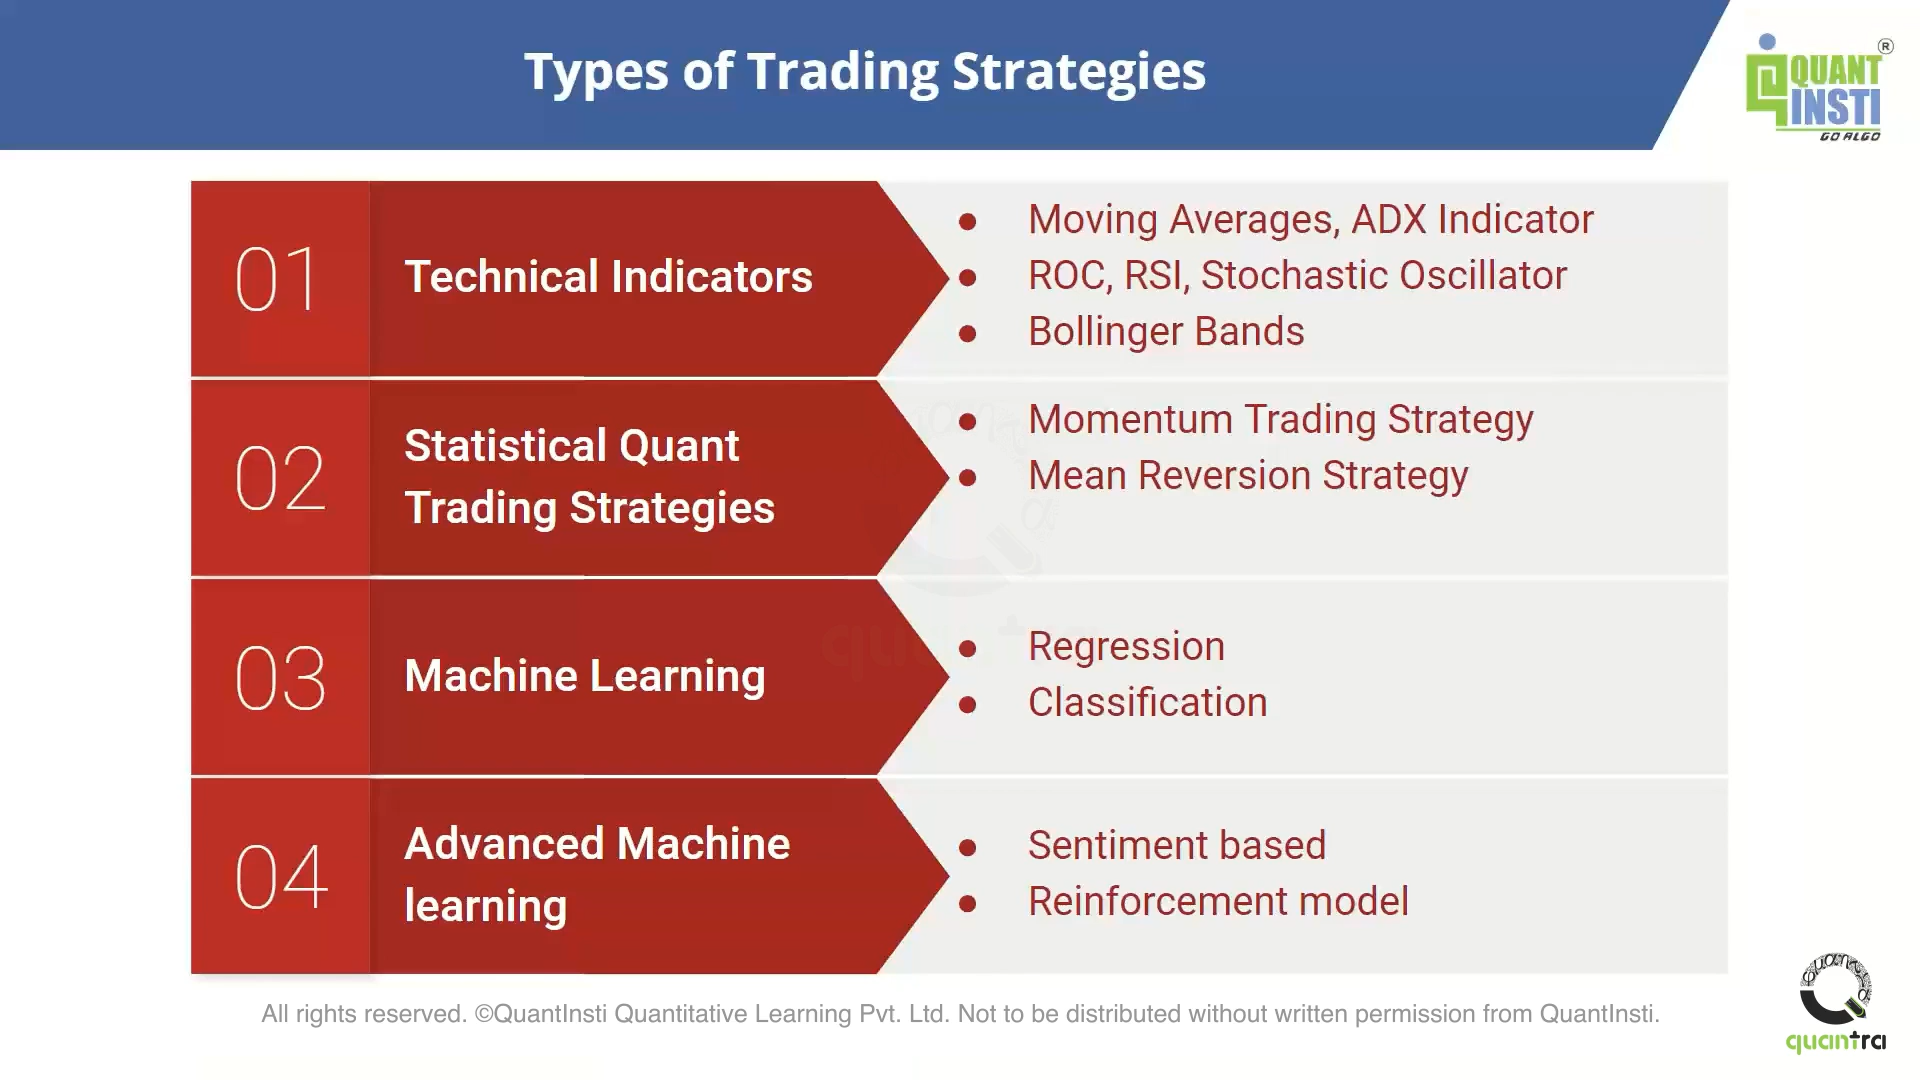 Types of Trading Strategies
QUANT
INSTI
®
GO ALGO
01
Technical Indicators
● Moving Averages, ADX Indicator
● ROC, RSI, Stochastic Oscillator
● Bollinger Bands
02
Statistical Quant
Trading Strategies
● Momentum Trading Strategy
● Mean Reversion Strategy
03
Machine Learning
● Regression
● Classification
04
Advanced Machine
learning
● Sentiment based
● Reinforcement model
All rights reserved. ©QuantInsti Quantitative Learning Pvt. Ltd. Not to be distributed without written permission from QuantInsti.
quantra